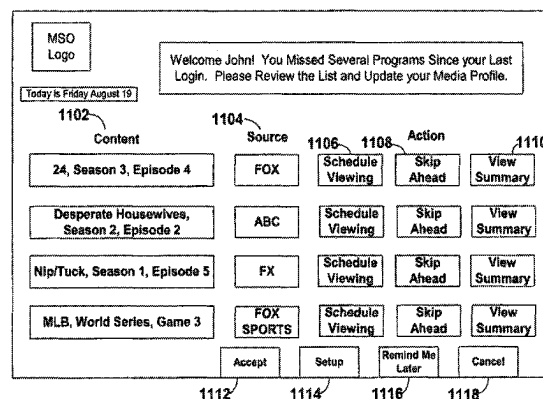 MSO
Logo
Welcome John! You Missed Several Programs Since your Last
Login. Please Review the List and Update your Media Profile.
Today is Friday August 19
1102
1104
Content
Source
1106
1108
Action
1110
24, Season 3, Episode 4
FOX
Schedule
Viewing
Skip
Ahead
View
Summary
Desperate Housewives,
Season 2, Episode 2
ABC
Schedule
Viewing
Skip
Ahead
View
Summary
Nip/Tuck, Season 1, Episode 5
FX
Schedule
Viewing
Skip
Ahead
View
Summary
MLB, World Series, Game 3
FOX
SPORTS
Schedule
Viewing
Skip
Ahead
View
Summary
Accept
Setup
Remind Me
Later
Cancel
1112
1114
1116
1118